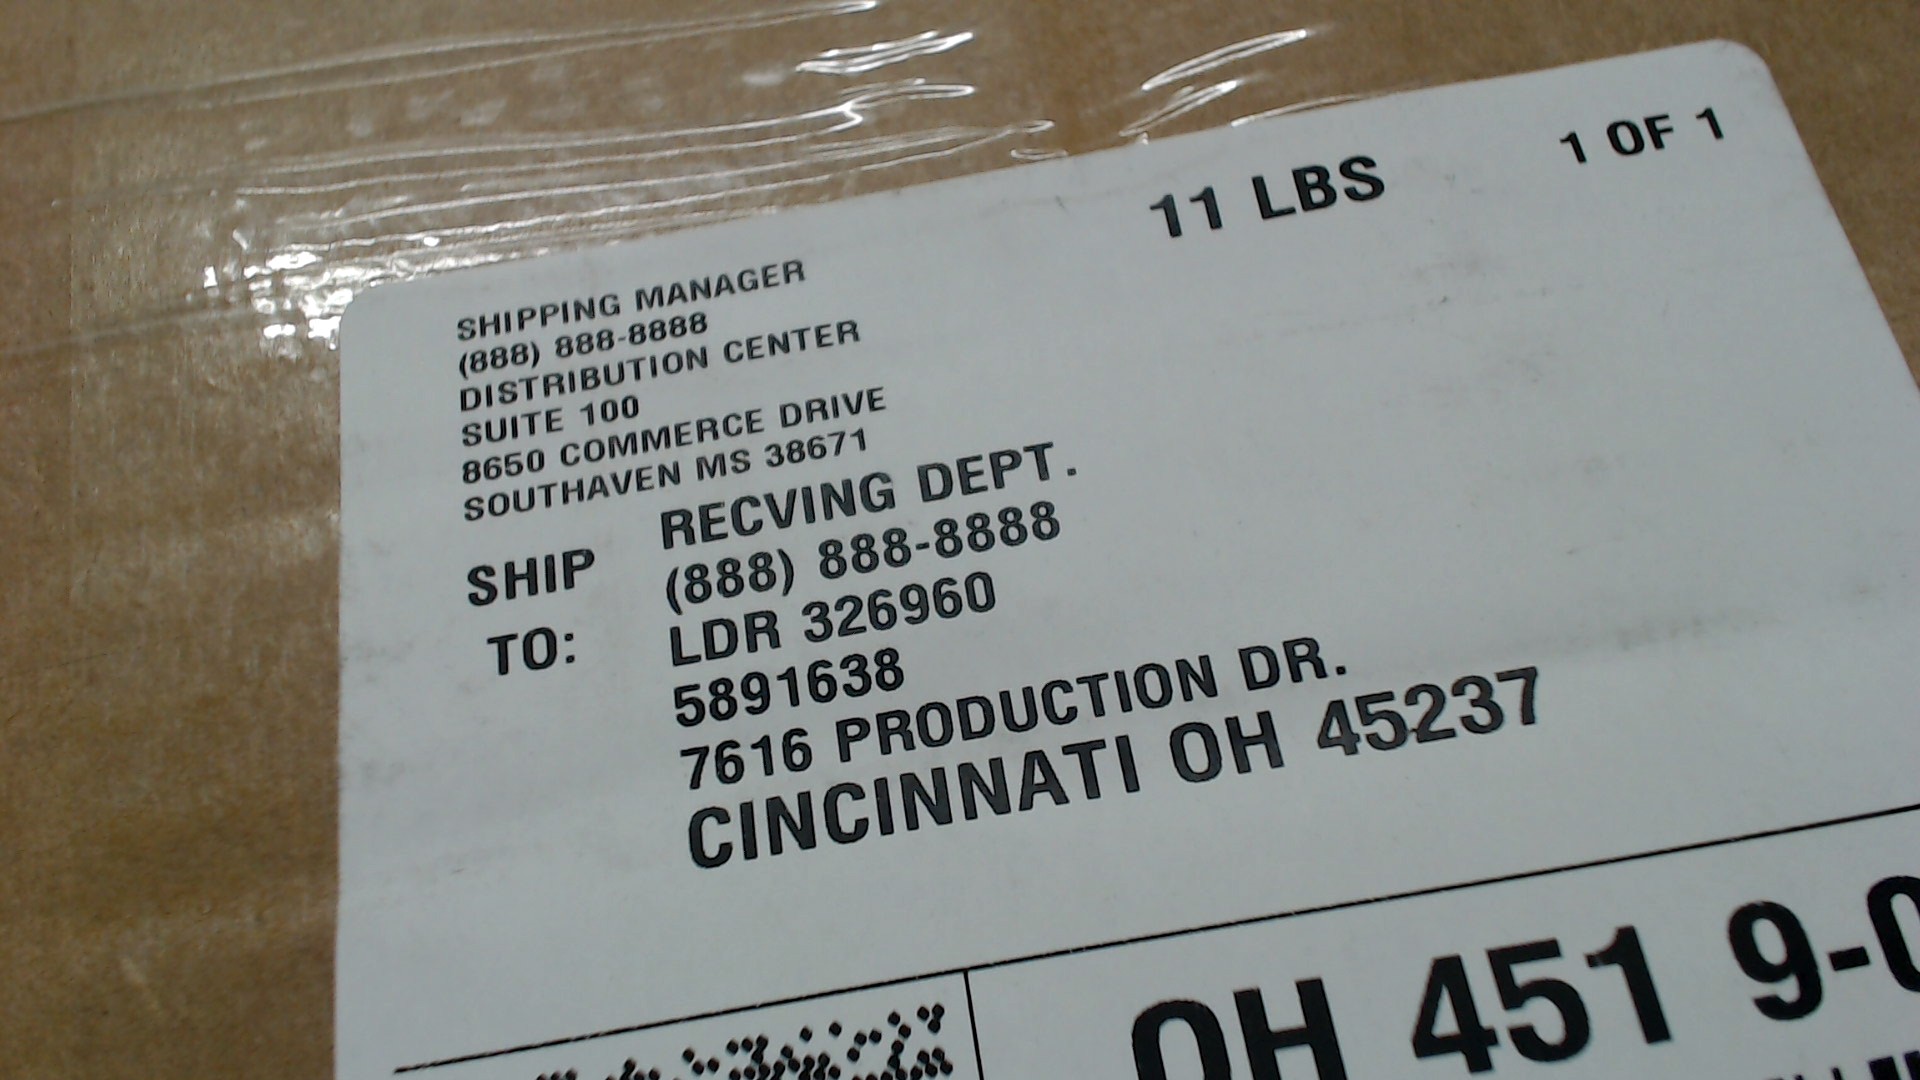 11 LBS
1 OF 1
SHIPPING MANAGER
(888) 888-8888
DISTRIBUTION CENTER
SUITE 100
8650 COMMERCE DRIVE
SOUTHAVEN MS 38671
SHIP TO:
RECVING DEPT.
(888) 888-8888
LDR 326960
5891638
7616 PRODUCTION DR.
CINCINNATI OH 45237
OH 451 9-0